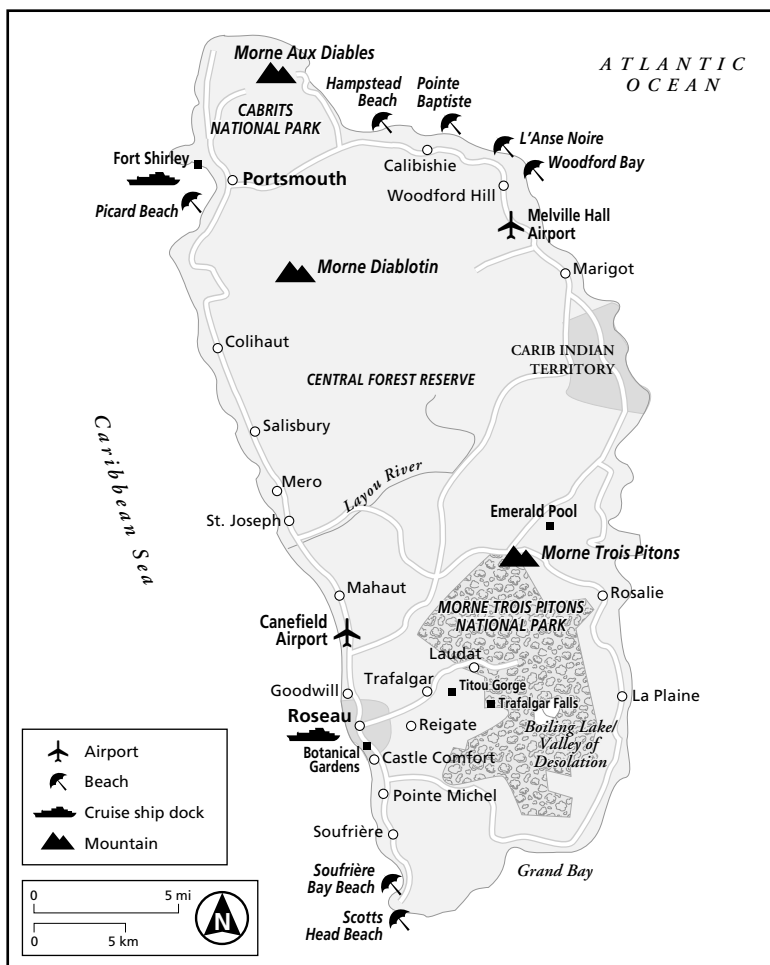 Morne Aux Diables
ATLANTIC
OCEAN
Hampstead
Beach
Pointe
Baptiste
CABRITS
NATIONAL PARK
L'Anse Noire
Fort Shirley
Calibishie
Woodford Bay
Portsmouth
Woodford Hill
Picard Beach
Melville Hall
Airport
Morne Diablotin
Marigot
Colihaut
CARIB INDIAN
TERRITORY
CENTRAL FOREST RESERVE
Caribbean Sea
Salisbury
Layou River
Mero
St. Joseph
Emerald Pool
Morne Trois Pitons
Mahaut
Rosalie
MORNE TROIS PITONS
NATIONAL PARK
Canefield
Airport
Laudat
Trafalgar
Titou Gorge
Goodwill
La Plaine
Trafalgar Falls
Roseau
Reigate
Boiling Lake/
Valley of
Desolation
Botanical
Gardens
Castle Comfort
Pointe Michel
Soufrière
Grand Bay
Soufrière
Bay Beach
Scotts
Head Beach
Airport
Beach
Cruise ship dock
Mountain
0 5 mi
0 5 km
N